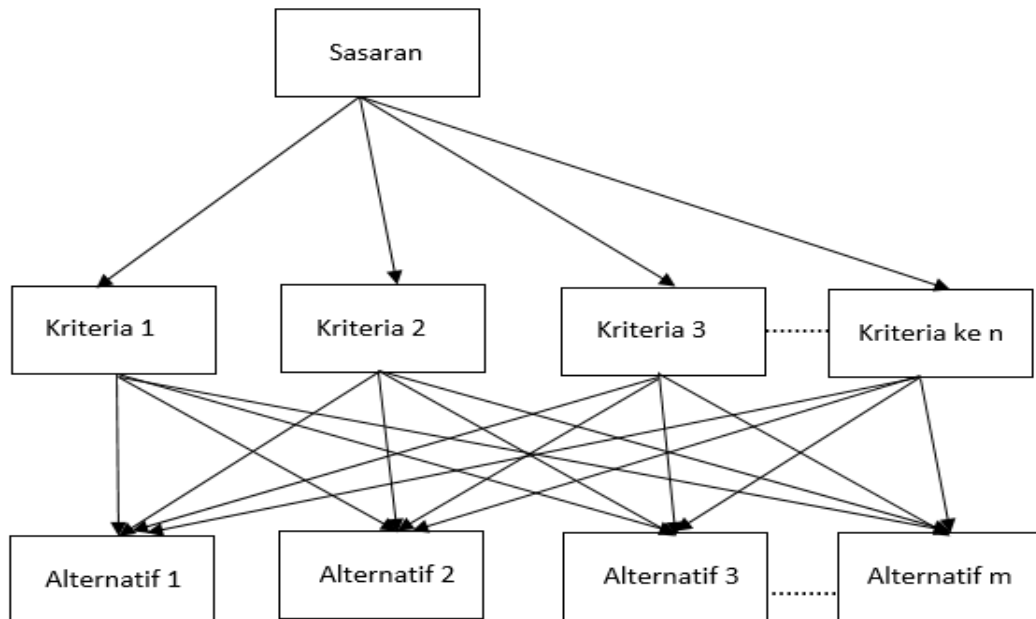 Sasaran
Kriteria 1
Kriteria 2
Kriteria 3
Kriteria ke n
Alternatif 1
Alternatif 2
Alternatif 3
Alternatif m